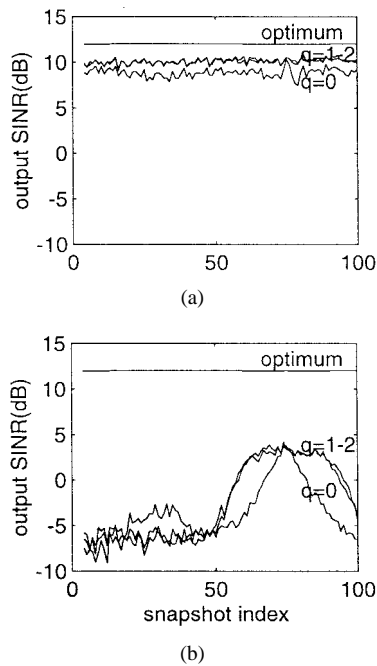 15
optimum
10
q=1-2
q=0
5
0
-5
-10
output SINR(dB)
0
50
100
(a)
15
optimum
10
5
q=1-2
0
q=0
-5
-10
output SINR(dB)
0
50
100
snapshot index
(b)